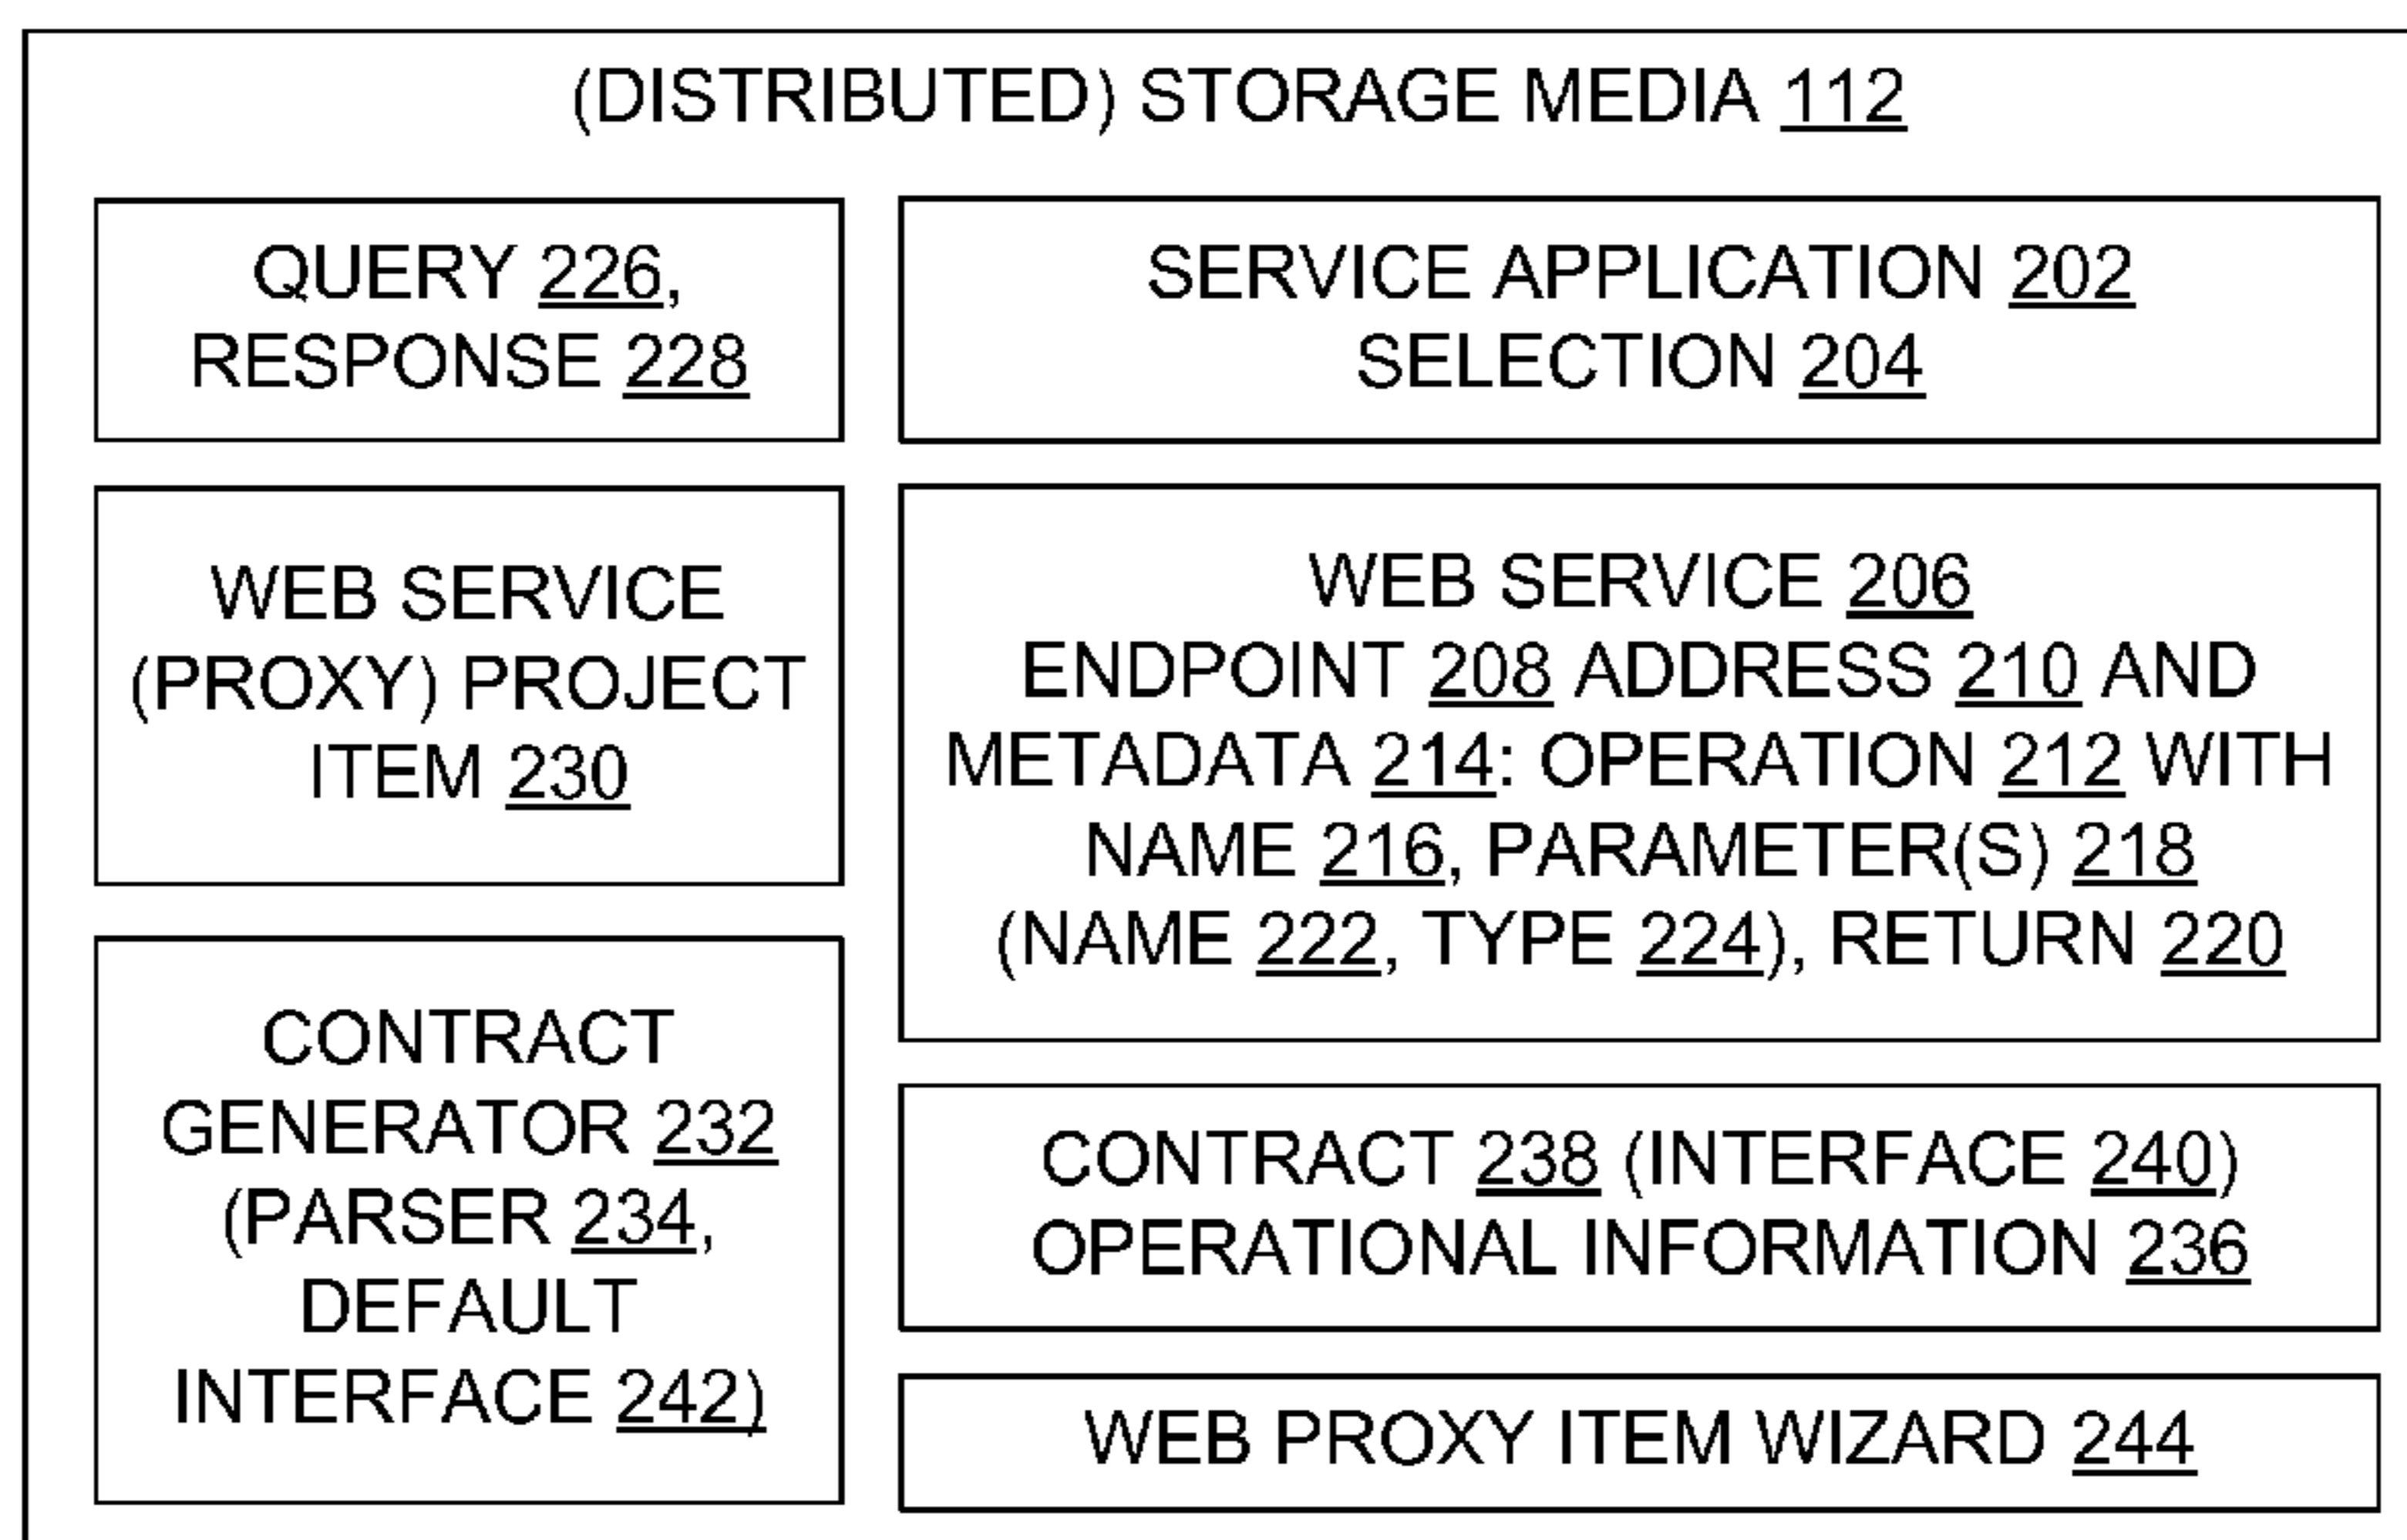 (DISTRIBUTED) STORAGE MEDIA 112
QUERY 226,
RESPONSE 228
SERVICE APPLICATION 202
SELECTION 204
WEB SERVICE
(PROXY) PROJECT
ITEM 230
WEB SERVICE 206
ENDPOINT 208 ADDRESS 210 AND
METADATA 214: OPERATION 212 WITH
NAME 216, PARAMETER(S) 218
(NAME 222, TYPE 224), RETURN 220
CONTRACT
GENERATOR 232
(PARSER 234,
DEFAULT
INTERFACE 242)
CONTRACT 238 (INTERFACE 240)
OPERATIONAL INFORMATION 236
WEB PROXY ITEM WIZARD 244